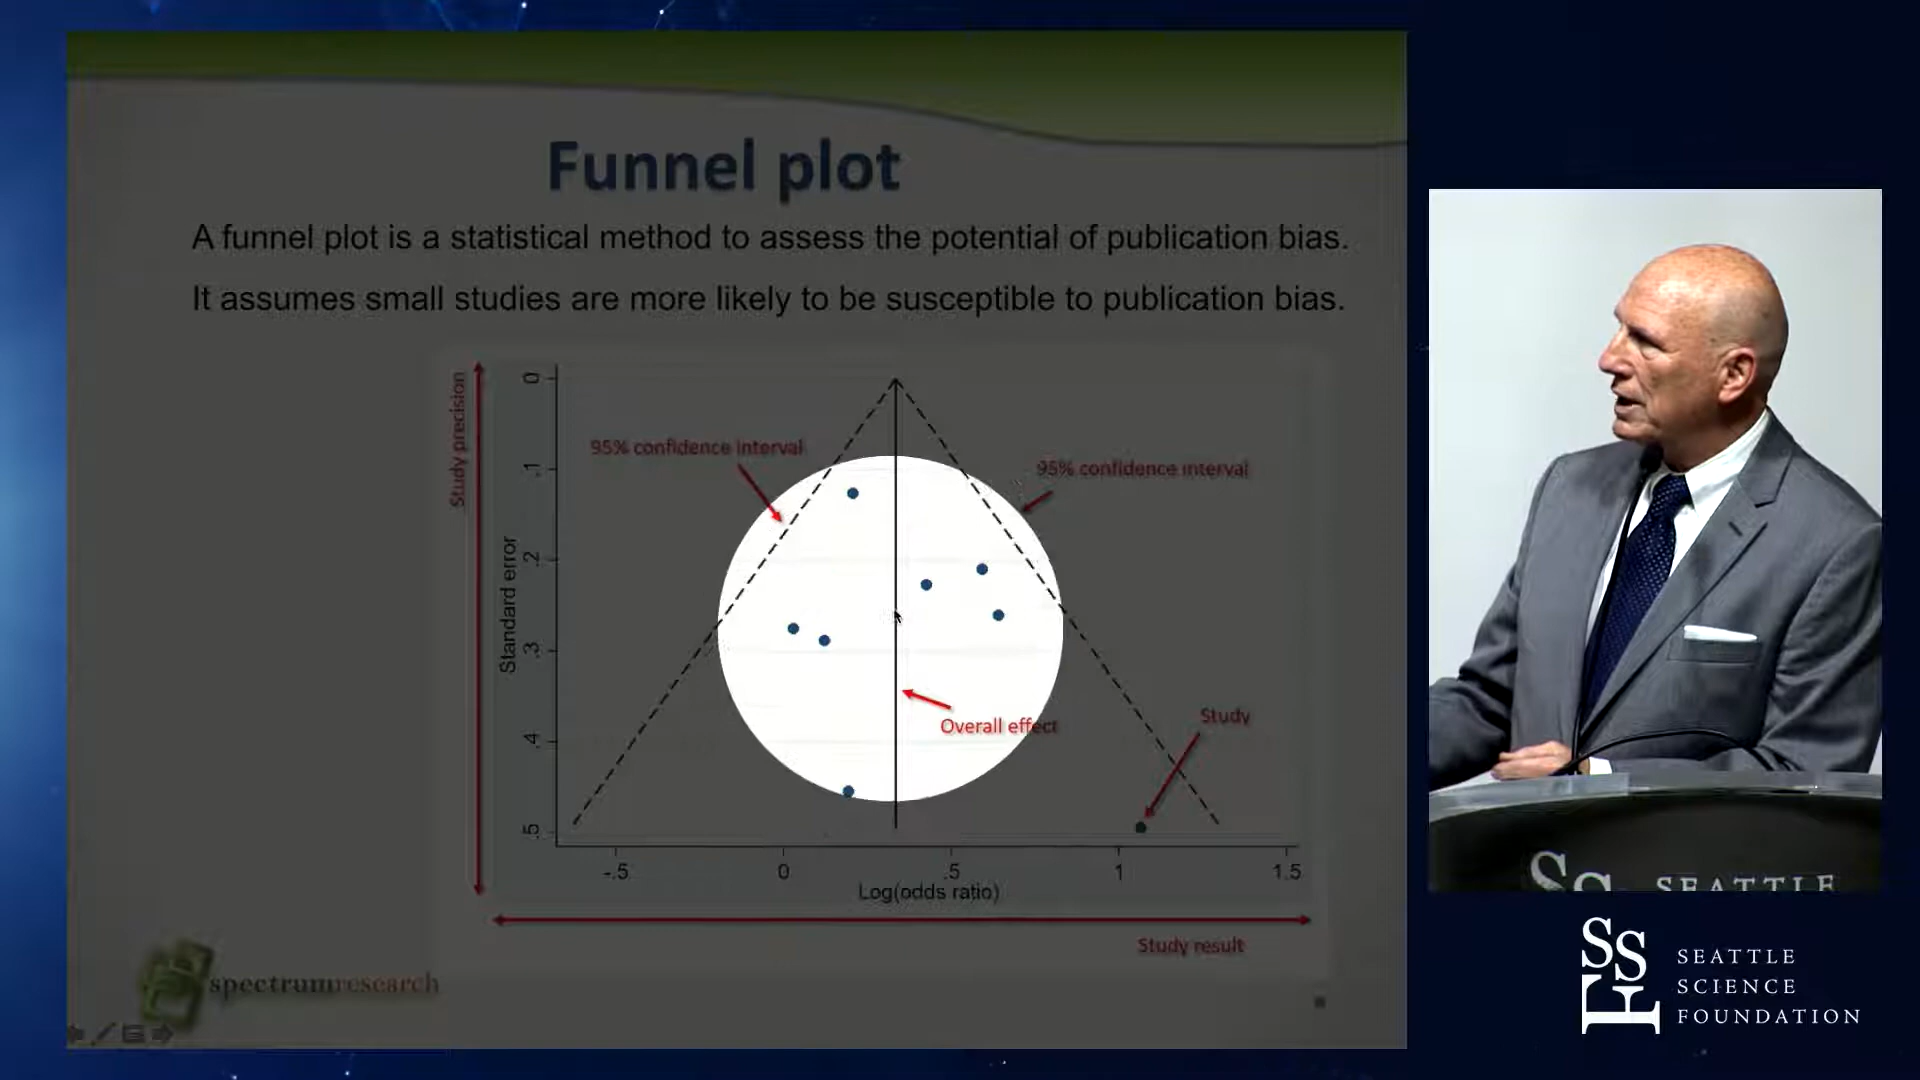 Funnel plot
A funnel plot is a statistical method to assess the potential of publication bias.
It assumes small studies are more likely to be susceptible to publication bias.
Study precision
Standard error
0
.1
.2
.3
.4
.5
95% confidence interval
95% confidence interval
Overall effect
Study
-.5
0
.5
1
1.5
Log(odds ratio)
Study result
spectrumresearch
SEATTLE
SSF
SEATTLE
SCIENCE
FOUNDATION